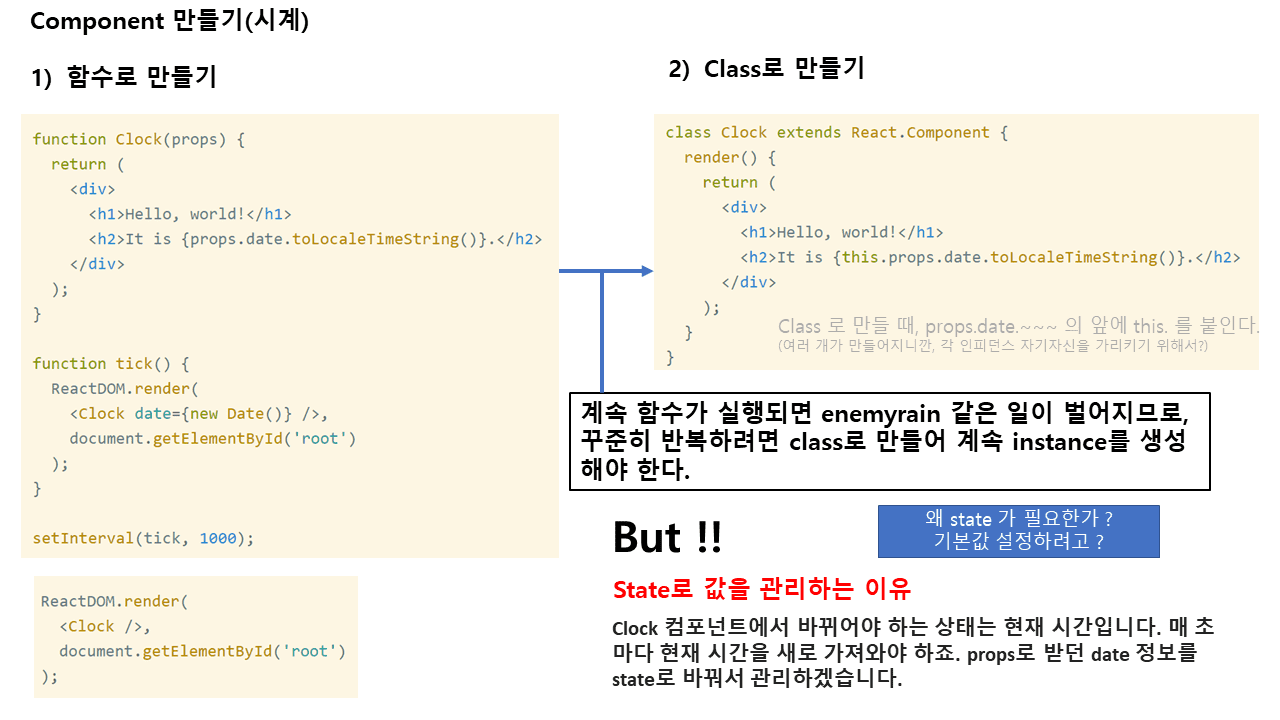 Component 만들기(시계)
1) 함수로 만들기
function Clock(props) {
  return (
    <div>
      <h1>Hello, world!</h1>
      <h2>It is {props.date.toLocaleTimeString()}.</h2>
    </div>
  );
}
function tick() {
  ReactDOM.render(
    <Clock date={new Date()} />,
    document.getElementById('root')
  );
}
setInterval(tick, 1000);
ReactDOM.render(
  <Clock />,
  document.getElementById('root')
);
2) Class로 만들기
class Clock extends React.Component {
  render() {
    return (
      <div>
        <h1>Hello, world!</h1>
        <h2>It is {this.props.date.toLocaleTimeString()}.</h2>
      </div>
    );
  }
}
Class 로 만들 때, props.date.~~~ 의 앞에 this. 를 붙인다.
(여러 개가 만들어지니깐, 각 인피던스 자기자신을 가리키기 위해서?)
계속 함수가 실행되면 enemyrain 같은 일이 벌어지므로,
꾸준히 반복하려면 class로 만들어 계속 instance를 생성
해야 한다.
But !!
왜 state 가 필요한가 ?
기본값 설정하려고 ?
State로 값을 관리하는 이유
Clock 컴포넌트에서 바뀌어야 하는 상태는 현재 시간입니다. 매 초
마다 현재 시간을 새로 가져와야 하죠. props로 받던 date 정보를
state로 바꿔서 관리하겠습니다.